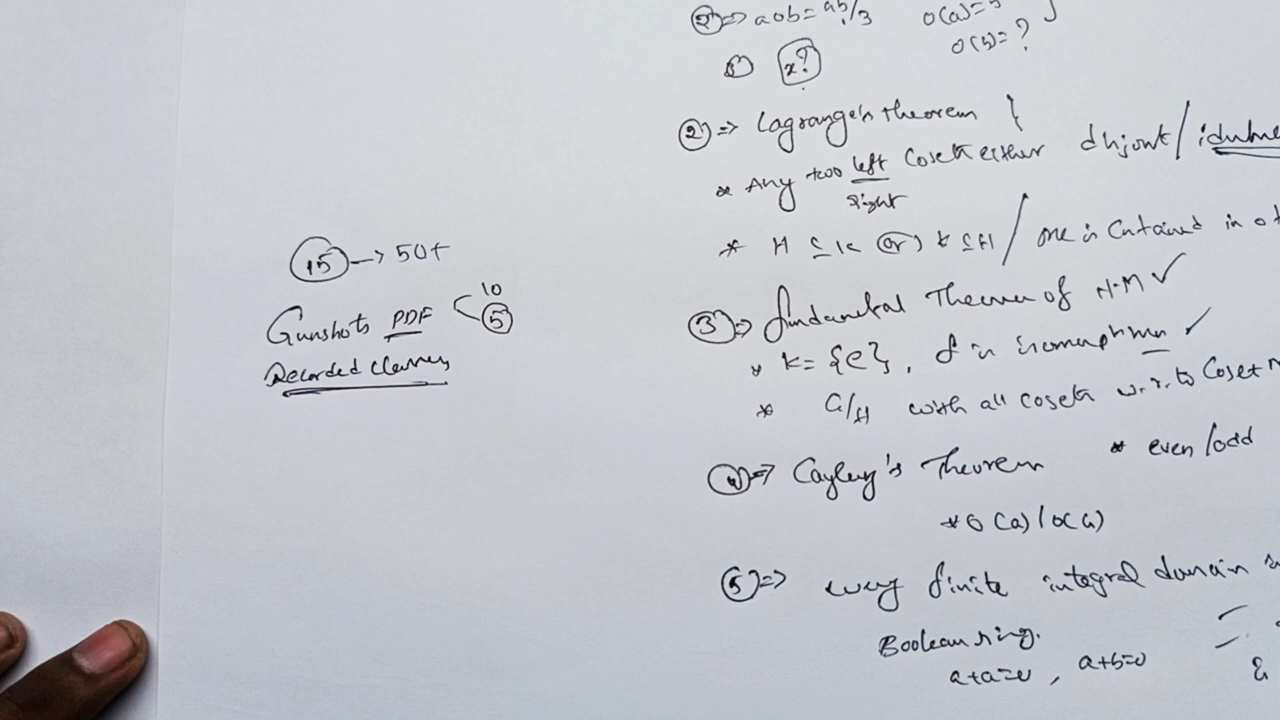 2 => a o b = ab/3 o(a)=
o(b)=?
x?
2 => Lagrange's theorem
* Any two left Cosets either disjoint /
right
* H ⊆ K (or) K ⊆ H / one is Contained in
15 → 50+
Gunshots PDF < 10
5
Recorded classes
3 => fundamental Theorem of H.M ✓
* K = {e}, f is isomorphism ✓
* G/H with all cosets w.r.to Coset
4 => Cayley's Theorem * even/odd
* O(a)/O(G)
5 => every finite integral domain
Boolean ring.
a+a=0, a+b=0